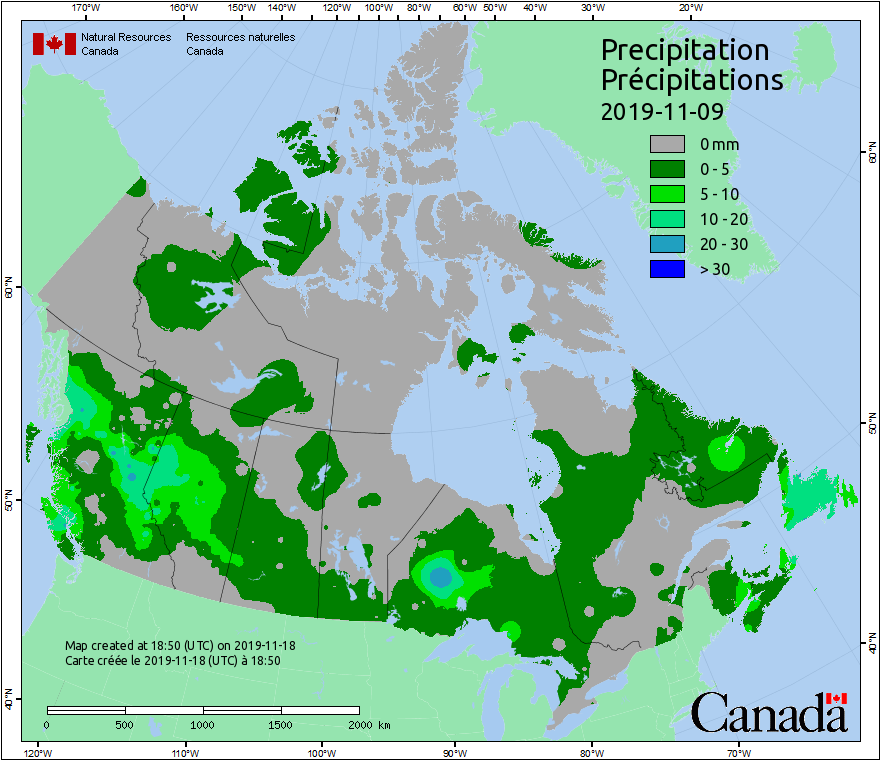 170°W 160°W 150°W 140°W 130°W 120°W 110°W 100°W 90°W 80°W 60°W 50°W 40°W 30°W 20°W
Natural Resources Canada
Ressources naturelles Canada
Precipitation
Précipitations
2019-11-09
0 mm
0 - 5
5 - 10
10 - 20
20 - 30
> 30
60°N
60°N
50°N
50°N
40°N
40°N
Map created at 18:50 (UTC) on 2019-11-18
Carte créée le 2019-11-18 (UTC) à 18:50
0 500 1000 1500 2000 km
Canada
120°W 110°W 100°W 90°W 80°W 70°W